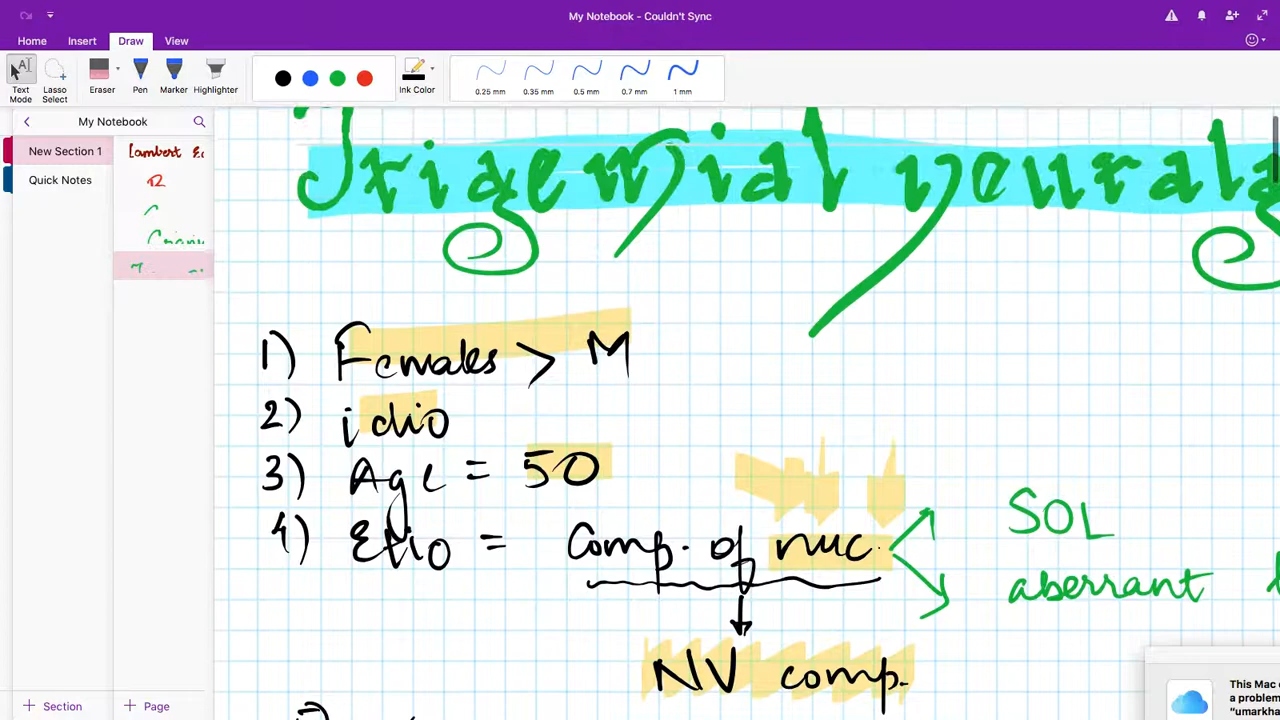 My Notebook - Couldn't Sync
Home Insert Draw View
Text Mode
Lasso Select
Eraser
Pen
Marker
Highlighter
Ink Color
0.25 mm
0.35 mm
0.5 mm
0.7 mm
1 mm
My Notebook
New Section 1
Quick Notes
Lambert
Trigeminal neuralg
1) Females > M
2) idio
3) Age = 50
4) Etio = Comp. of nuc.
SOL
aberrant
NV comp.
+ Section
+ Page
This Mac
a problem
"umarkha